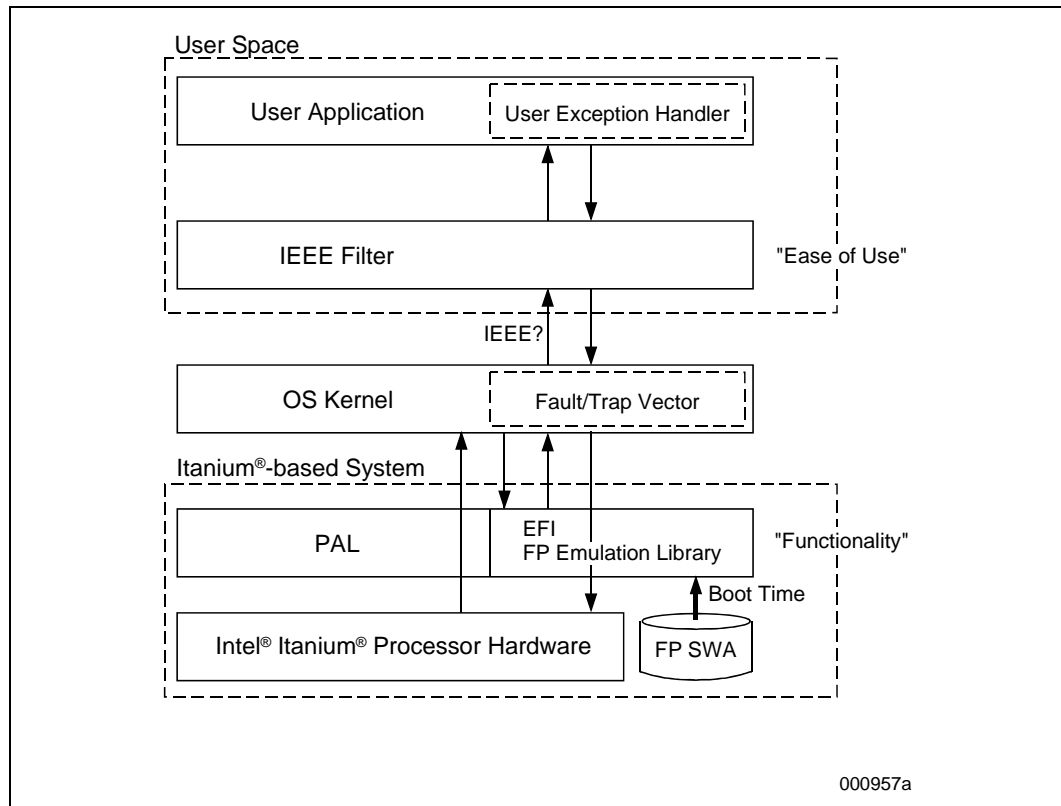 User Space
User Application
User Exception Handler
IEEE Filter
"Ease of Use"
IEEE?
OS Kernel
Fault/Trap Vector
Itanium®-based System
PAL
EFI
FP Emulation Library
"Functionality"
Boot Time
Intel® Itanium® Processor Hardware
FP SWA
000957a